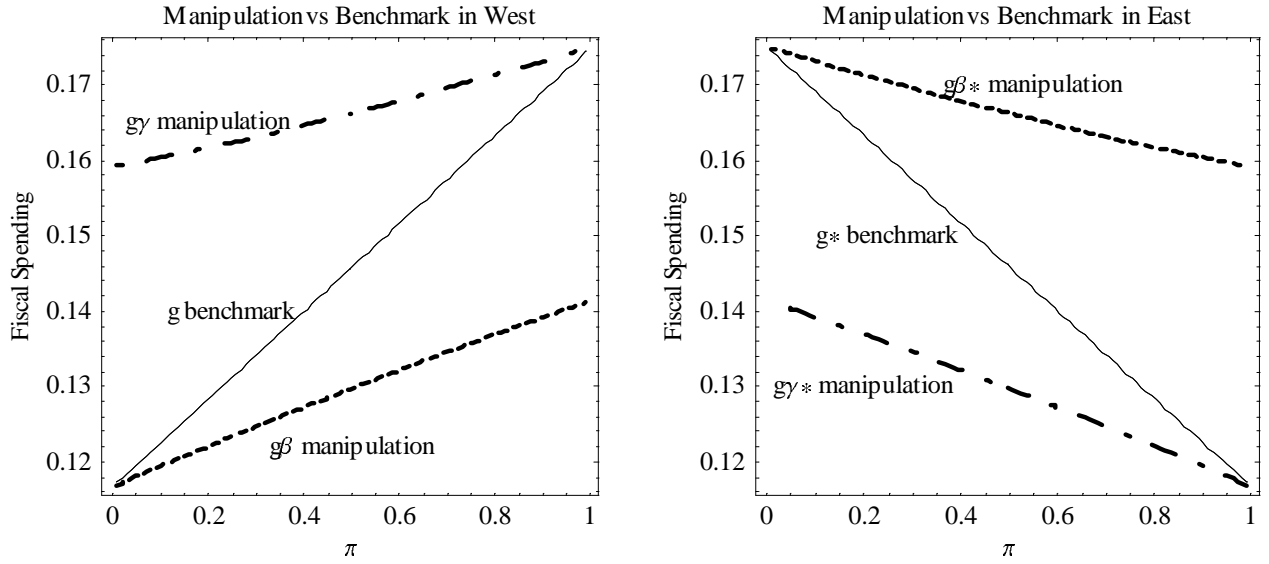 Manipulation vs Benchmark in West
0.17
0.16
0.15
0.14
0.13
0.12
Fiscal Spending
gγ manipulation
g benchmark
gβ manipulation
0 0.2 0.4 0.6 0.8 1
π
Manipulation vs Benchmark in East
0.17
0.16
0.15
0.14
0.13
0.12
Fiscal Spending
gβ* manipulation
g* benchmark
gγ* manipulation
0 0.2 0.4 0.6 0.8 1
π